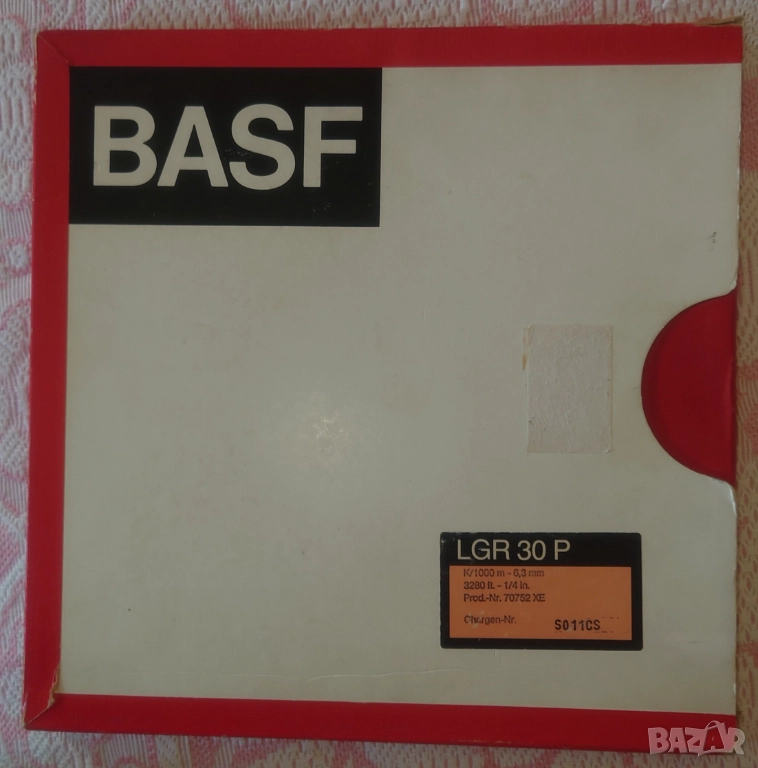 BASF
LGR 30 P
K/1000 m - 6,3 mm
3280 ft. - 1/4 in.
Prod.-Nr. 70752 XE
Chargen-Nr. S011CS
BAZAR